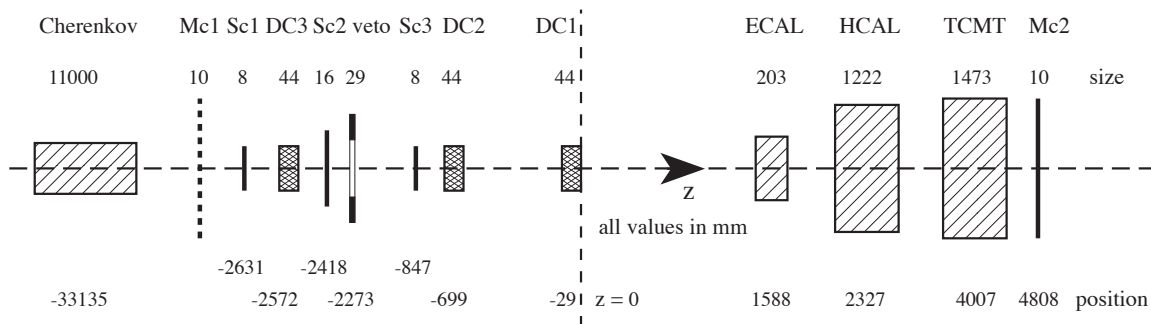 Cherenkov Mc1 Sc1 DC3 Sc2 veto Sc3 DC2 DC1 ECAL HCAL TCMT Mc2
11000 10 8 44 16 29 8 44 44 203 1222 1473 10 size
z
all values in mm
-2631 -2418 -847
-33135 -2572 -2273 -699 -29 z = 0 1588 2327 4007 4808 position